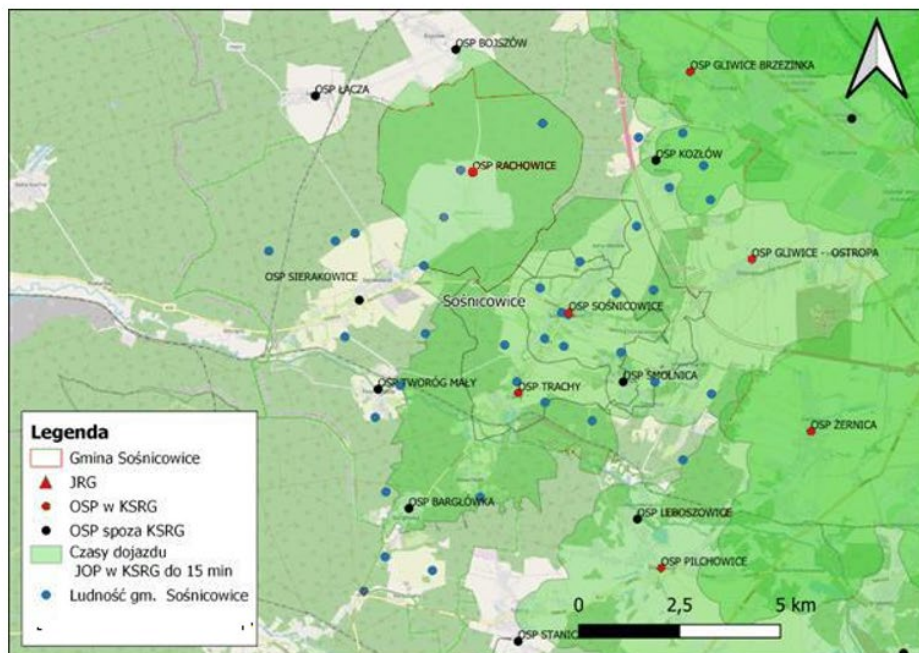 OSP BOJSZÓW
OSP GLIWICE BRZEZINKA
OSP ŁĄCZA
OSP KOZŁÓW
OSP RACHOWICE
OSP GLIWICE - OSTROPA
OSP SIERAKOWICE
Sośnicowice
OSP SOŚNICOWICE
OSP TWORÓG MAŁY
OSP TRACHY
OSP SMOLNICA
OSP ŻERNICA
OSP BARGŁÓWKA
OSP LEBOSZOWICE
OSP PILCHOWICE
OSP STANIC
Legenda
Gmina Sośnicowice
JRG
OSP w KSRG
OSP spoza KSRG
Czasy dojazdu
JOP w KSRG do 15 min
Ludność gm. Sośnicowice
0 2,5 5 km